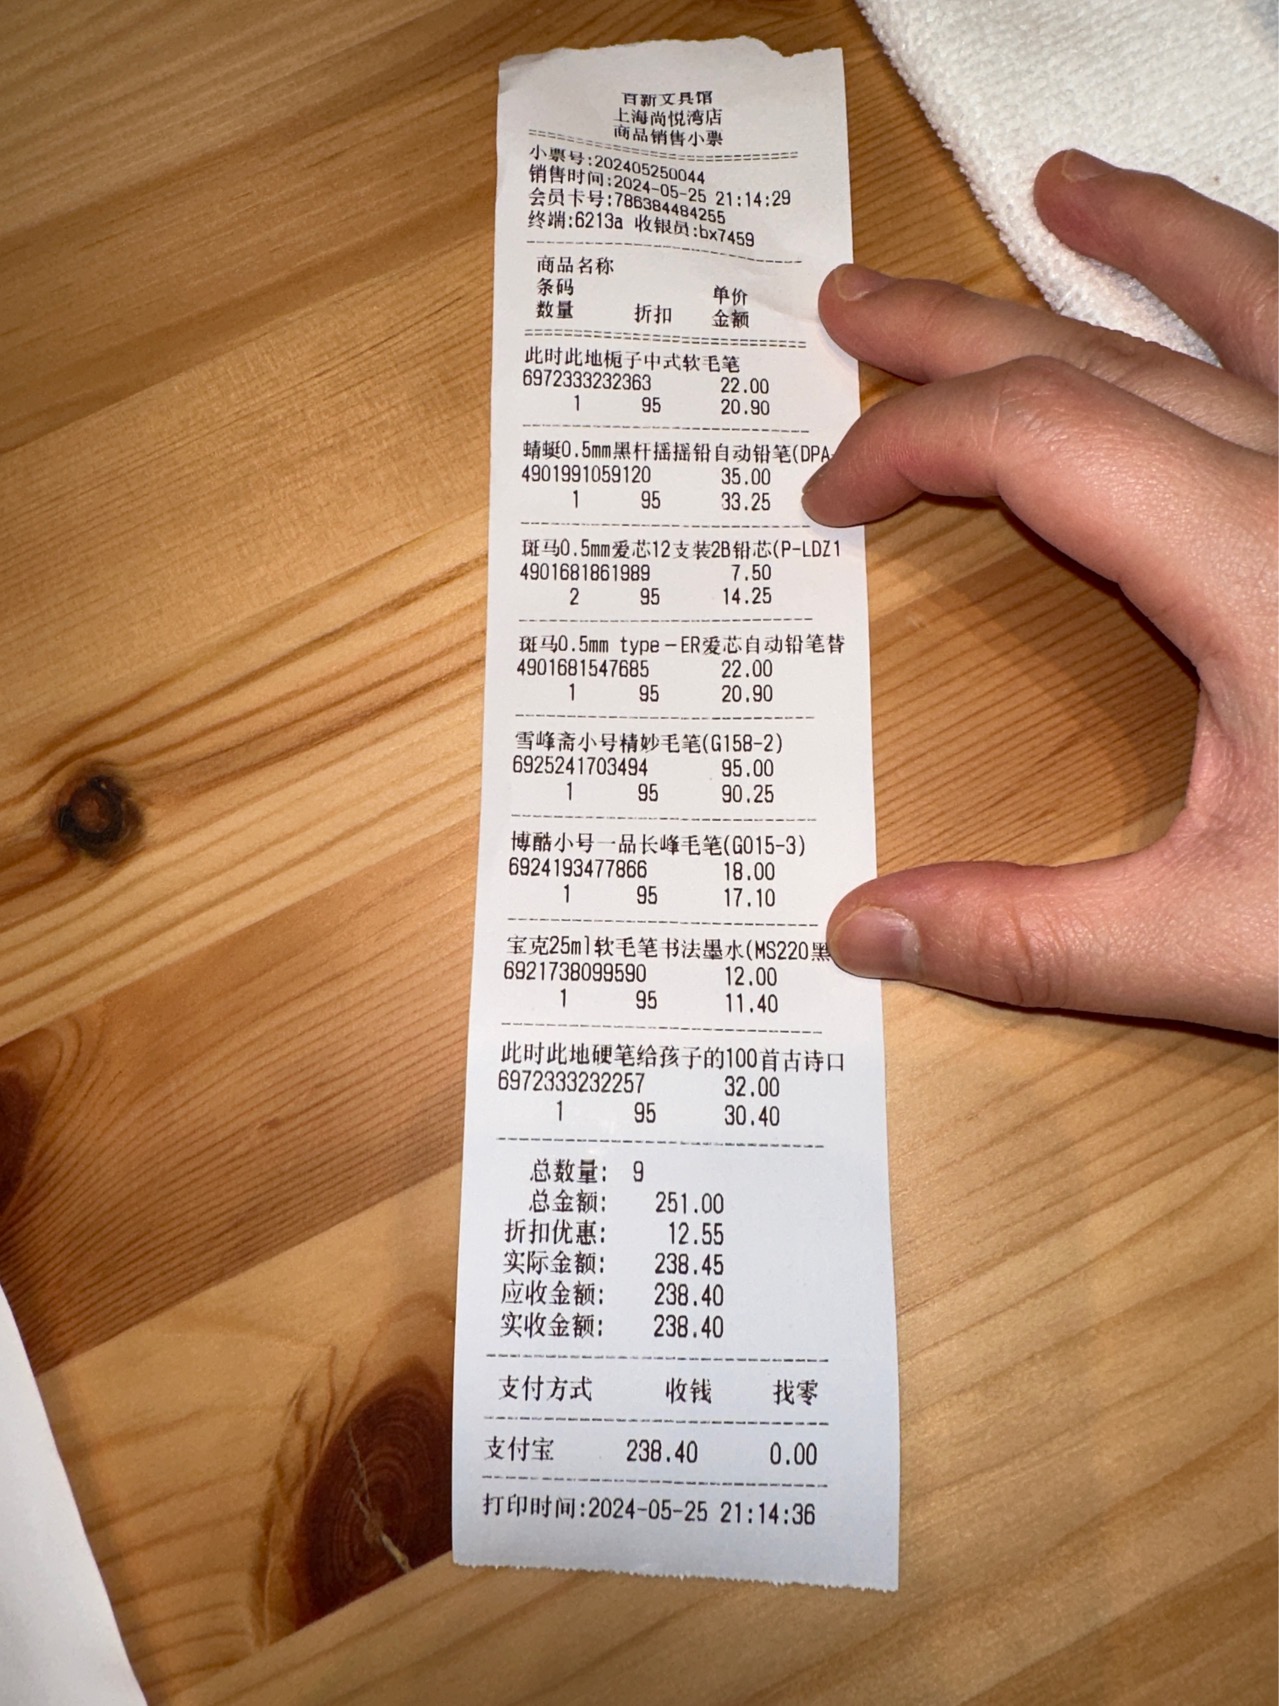 百新文具馆
上海尚悦湾店
商品销售小票
小票号:202405250044
销售时间:2024-05-25 21:14:29
会员卡号:786384484255
终端:6213a 收银员:bx7459
商品名称
条码 单价
数量 折扣 金额
此时此地栀子中式软毛笔
6972333232363 22.00
1 95 20.90
蜻蜓0.5mm黑杆摇摇铅自动铅笔(DPA-
4901991059120 35.00
1 95 33.25
斑马0.5mm爱芯12支装2B铅芯(P-LDZ1
4901681861989 7.50
2 95 14.25
斑马0.5mm type-ER爱芯自动铅笔替
4901681547685 22.00
1 95 20.90
雪峰斋小号精妙毛笔(G158-2)
6925241703494 95.00
1 95 90.25
博酷小号一品长峰毛笔(G015-3)
6924193477866 18.00
1 95 17.10
宝克25ml软毛笔书法墨水(MS220黑
6921738099590 12.00
1 95 11.40
此时此地硬笔给孩子的100首古诗口
6972333232257 32.00
1 95 30.40
总数量: 9
总金额: 251.00
折扣优惠: 12.55
实际金额: 238.45
应收金额: 238.40
实收金额: 238.40
支付方式 收钱 找零
支付宝 238.40 0.00
打印时间:2024-05-25 21:14:36